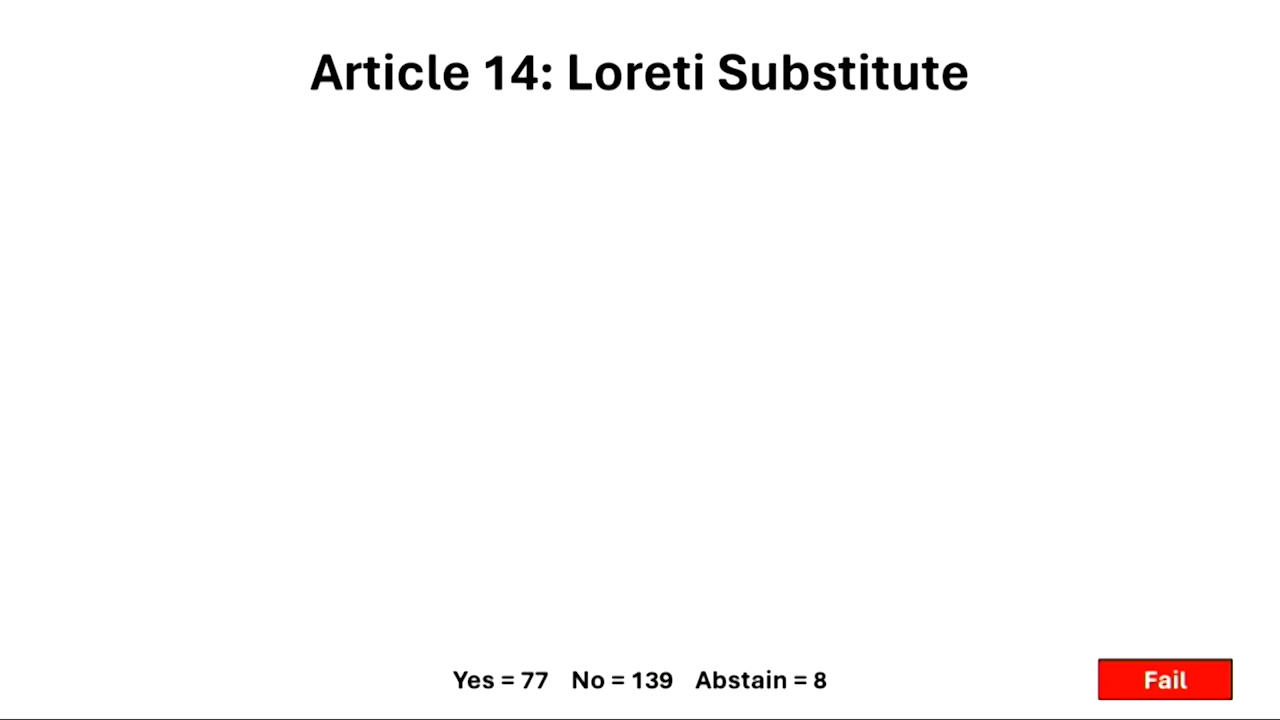 Article 14: Loreti Substitute
Yes = 77 No = 139 Abstain = 8
Fail